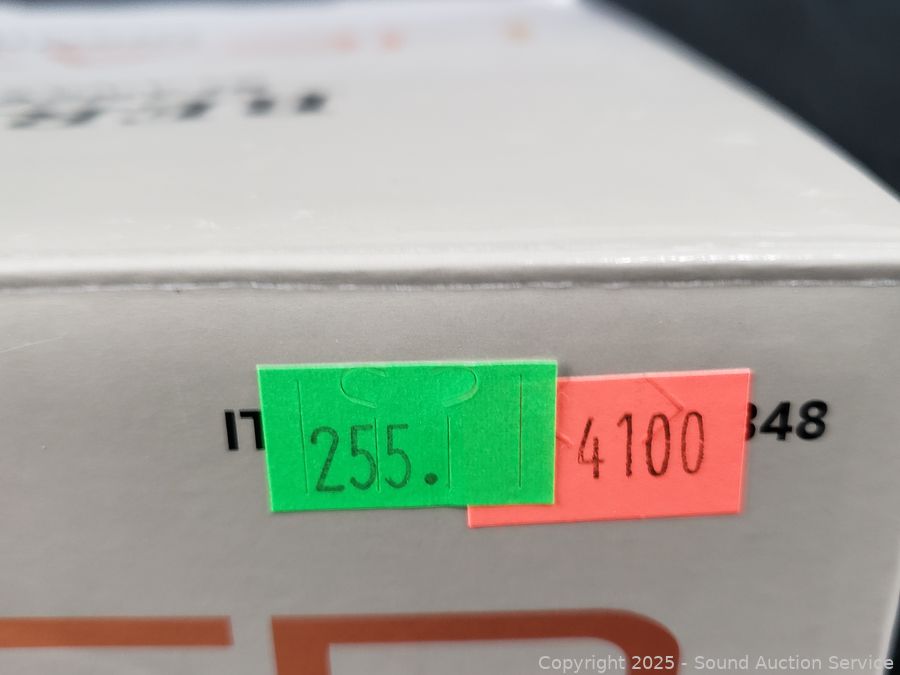 IT
255. 4100
348
Copyright 2025 - Sound Auction Service